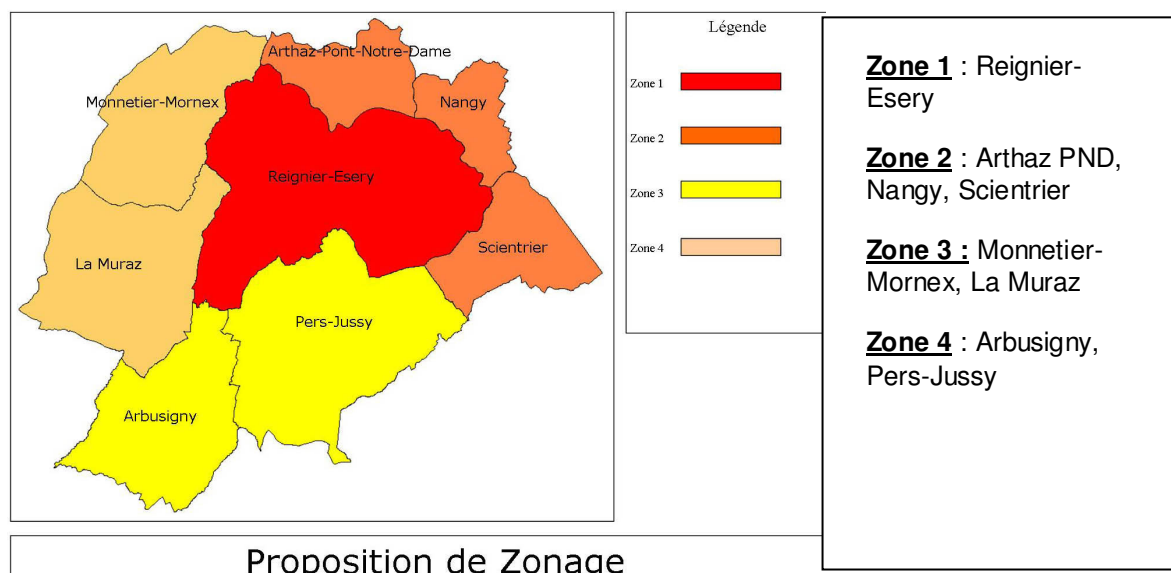 Arthaz-Pont-Notre-Dame
Monnetier-Mornex
Nangy
Reignier-Esery
Scientrier
La Muraz
Pers-Jussy
Arbusigny
Légende
Zone 1
Zone 2
Zone 3
Zone 4
Zone 1 : Reignier-
Esery
Zone 2 : Arthaz PND,
Nangy, Scientrier
Zone 3 : Monnetier-
Mornex, La Muraz
Zone 4 : Arbusigny,
Pers-Jussy
Proposition de Zonage